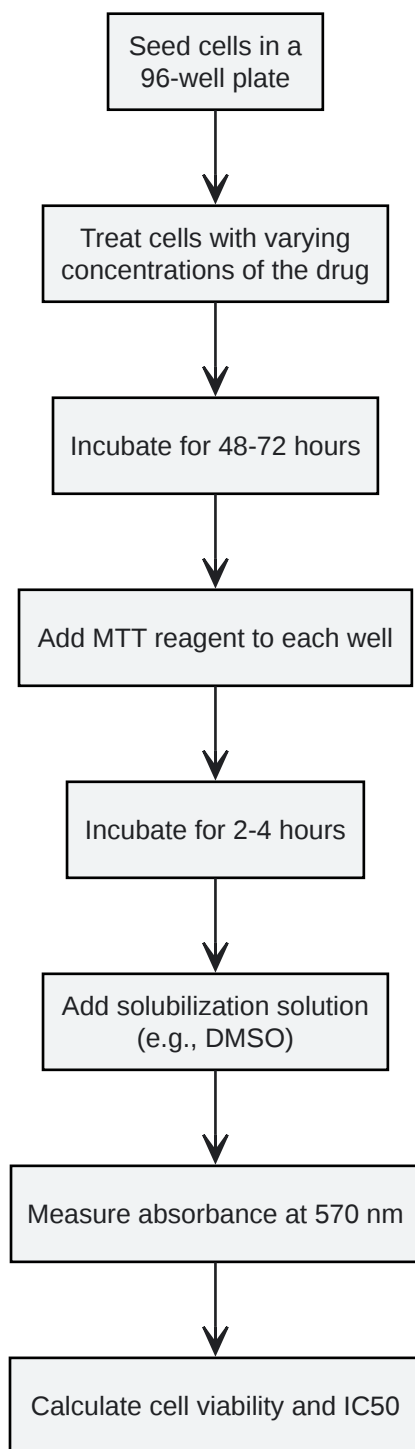 Seed cells in a
96-well plate
Treat cells with varying
concentrations of the drug
Incubate for 48-72 hours
Add MTT reagent to each well
Incubate for 2-4 hours
Add solubilization solution
(e.g., DMSO)
Measure absorbance at 570 nm
Calculate cell viability and IC50